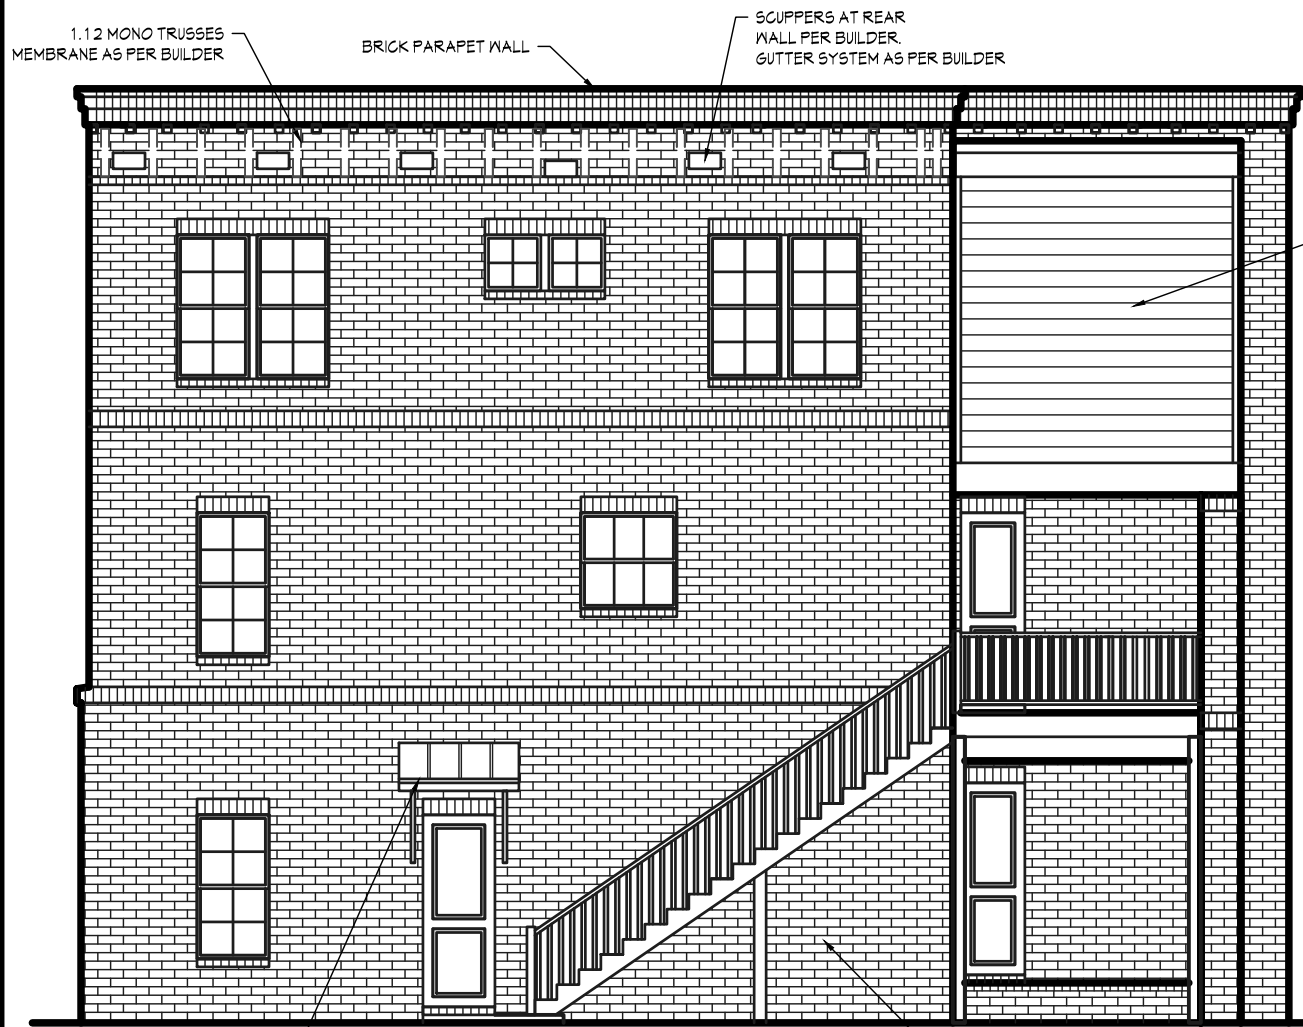 1.12 MONO TRUSSES
MEMBRANE AS PER BUILDER
BRICK PARAPET WALL
SCUPPERS AT REAR
WALL PER BUILDER.
GUTTER SYSTEM AS PER BUILDER